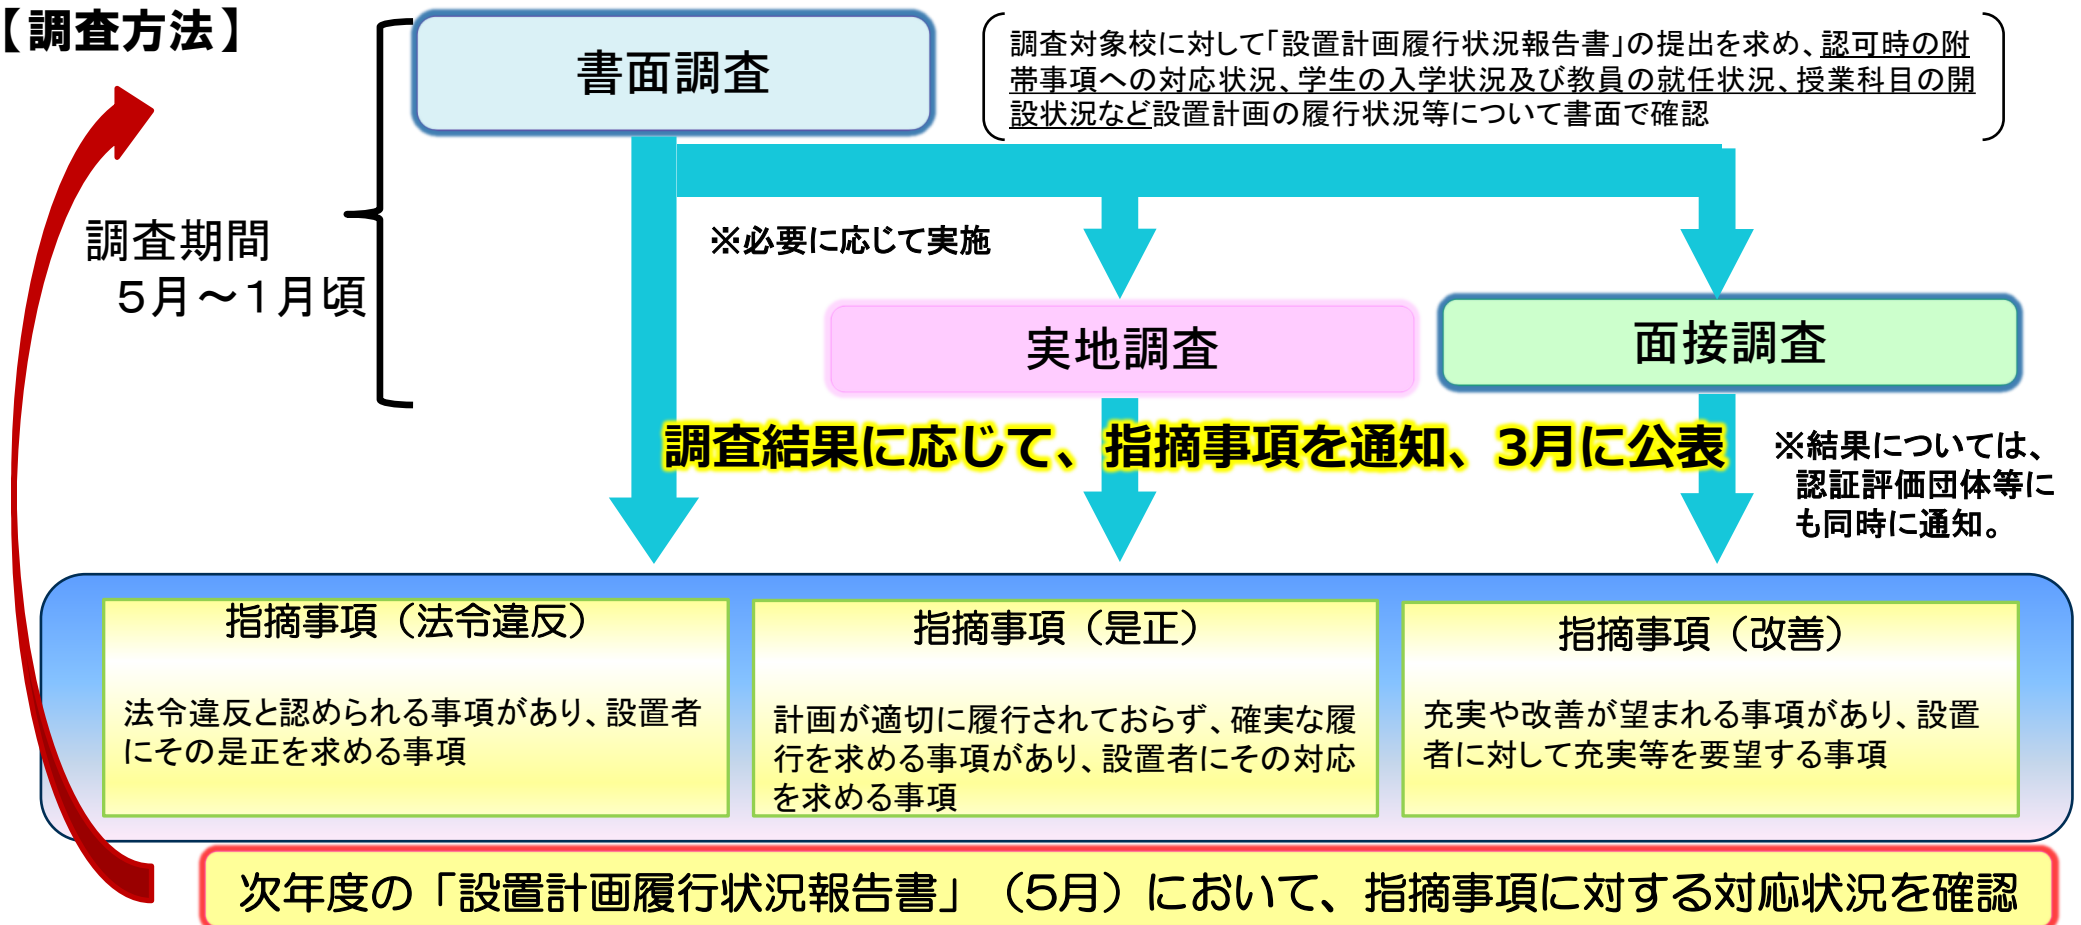 【調査方法】
書面調査
調査対象校に対して「設置計画履行状況報告書」の提出を求め、認可時の附
帯事項への対応状況、学生の入学状況及び教員の就任状況、授業科目の開
設状況など設置計画の履行状況等について書面で確認
調査期間
5月～1月頃
※必要に応じて実施
実地調査
面接調査
調査結果に応じて、指摘事項を通知、3月に公表
※結果については、
認証評価団体等に
も同時に通知。
指摘事項（法令違反）
法令違反と認められる事項があり、設置者
にその是正を求める事項
指摘事項（是正）
計画が適切に履行されておらず、確実な履
行を求める事項があり、設置者にその対応
を求める事項
指摘事項（改善）
充実や改善が望まれる事項があり、設置
者に対して充実等を要望する事項
次年度の「設置計画履行状況報告書」（5月）において、指摘事項に対する対応状況を確認